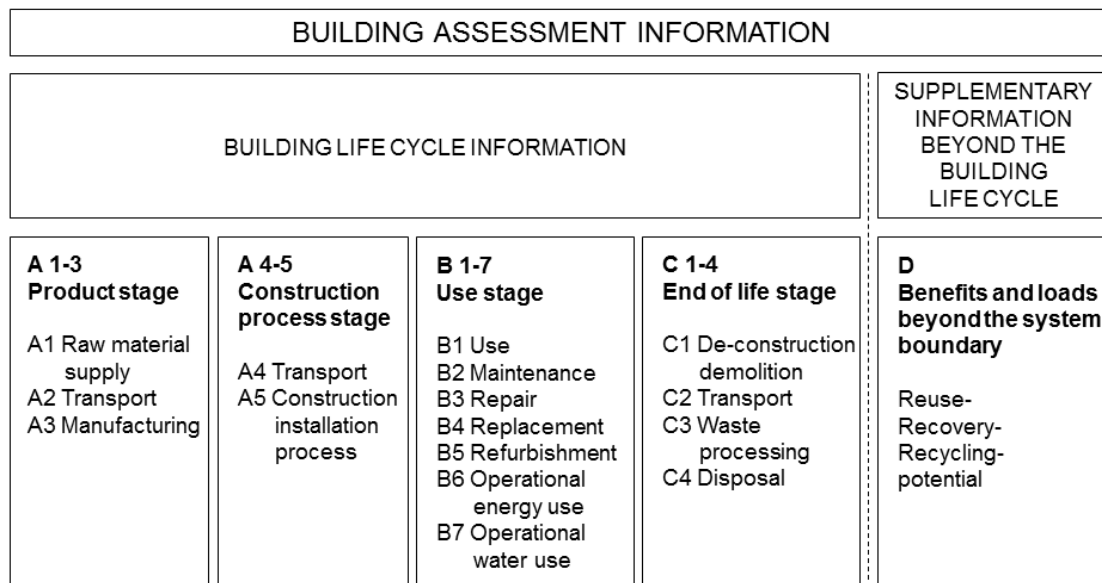 BUILDING ASSESSMENT INFORMATION
BUILDING LIFE CYCLE INFORMATION
SUPPLEMENTARY
INFORMATION
BEYOND THE
BUILDING
LIFE CYCLE
A 1-3
Product stage
A1 Raw material
supply
A2 Transport
A3 Manufacturing
A 4-5
Construction
process stage
A4 Transport
A5 Construction
installation
process
B 1-7
Use stage
B1 Use
B2 Maintenance
B3 Repair
B4 Replacement
B5 Refurbishment
B6 Operational
energy use
B7 Operational
water use
C 1-4
End of life stage
C1 De-construction
demolition
C2 Transport
C3 Waste
processing
C4 Disposal
D
Benefits and loads
beyond the system
boundary
Reuse-
Recovery-
Recycling-
potential